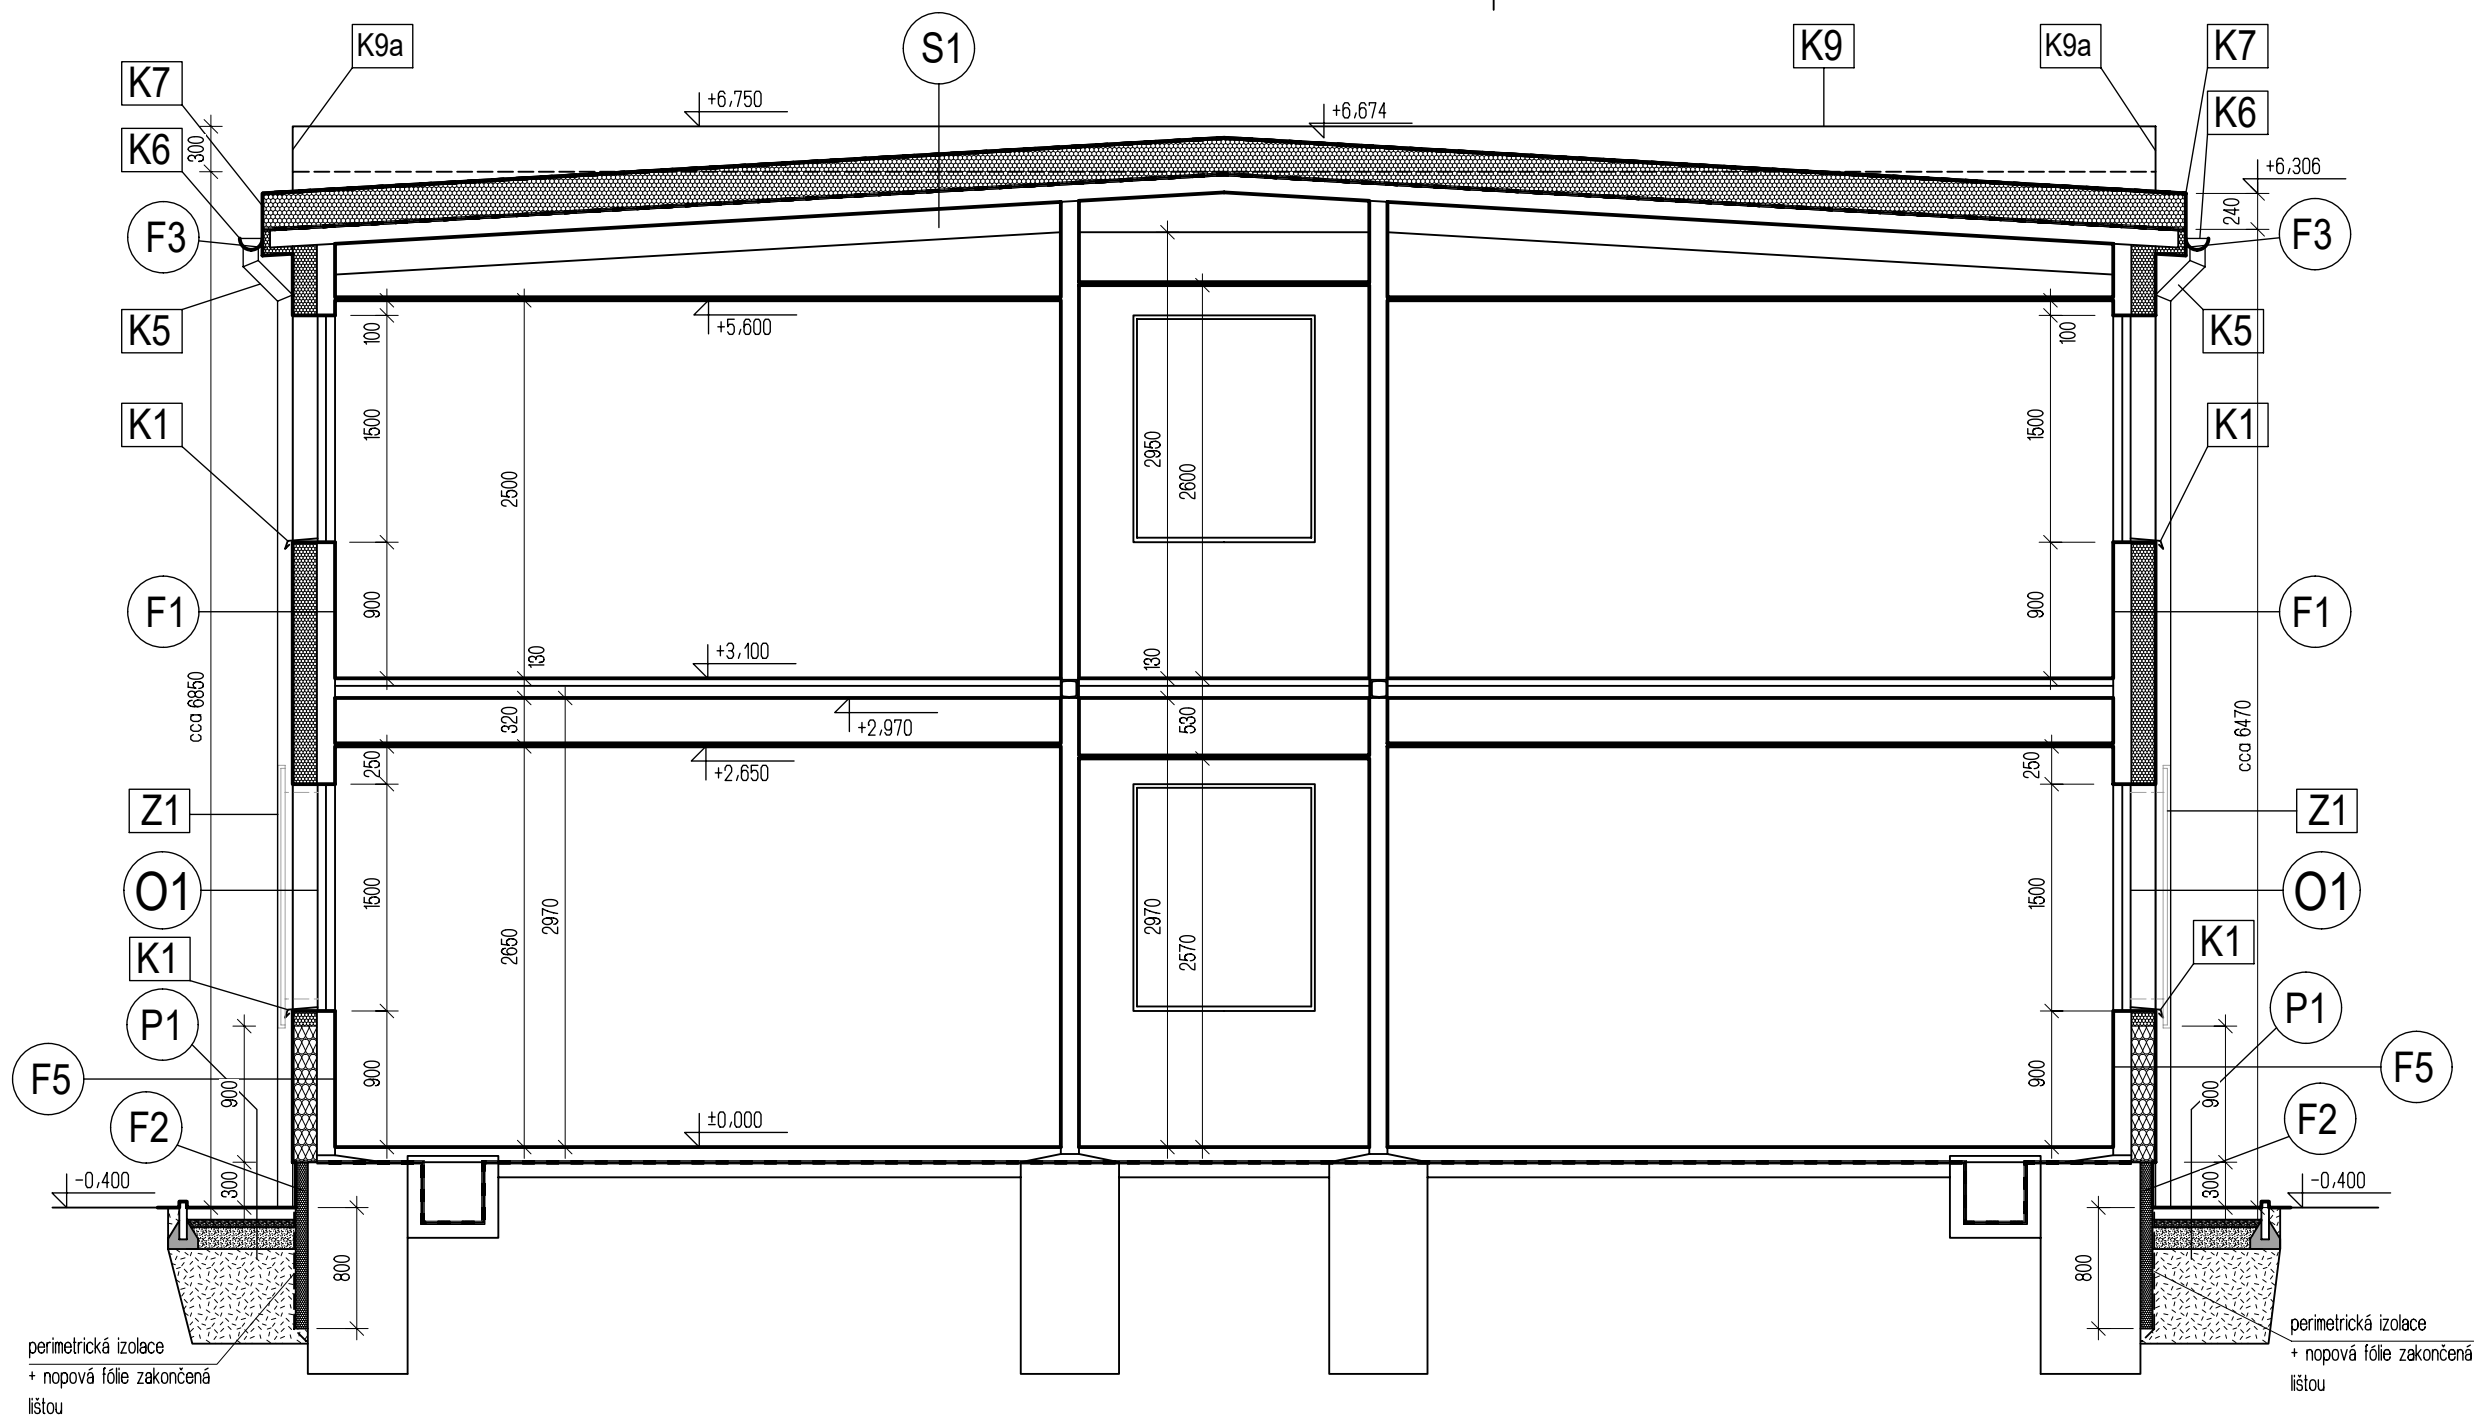 K9a
S1
K9
K9a
K7
K7
+6,750
+6,674
K6
K6
300
+6,306
240
F3
F3
K5
100
+5,600
100
K5
K1
1500
2500
2950
2600
1500
K1
F1
900
900
F1
130
+3,100
130
cca 6850
320
+2,970
530
cca 6470
250
+2,650
250
Z1
Z1
O1
1500
2650
2970
2970
2570
1500
O1
K1
K1
P1
P1
F5
900
900
900
900
F5
F2
±0,000
F2
-0,400
300
300
-0,400
800
800
perimetrická izolace
+ nopová fólie zakončená
lištou
perimetrická izolace
+ nopová fólie zakončená
lištou